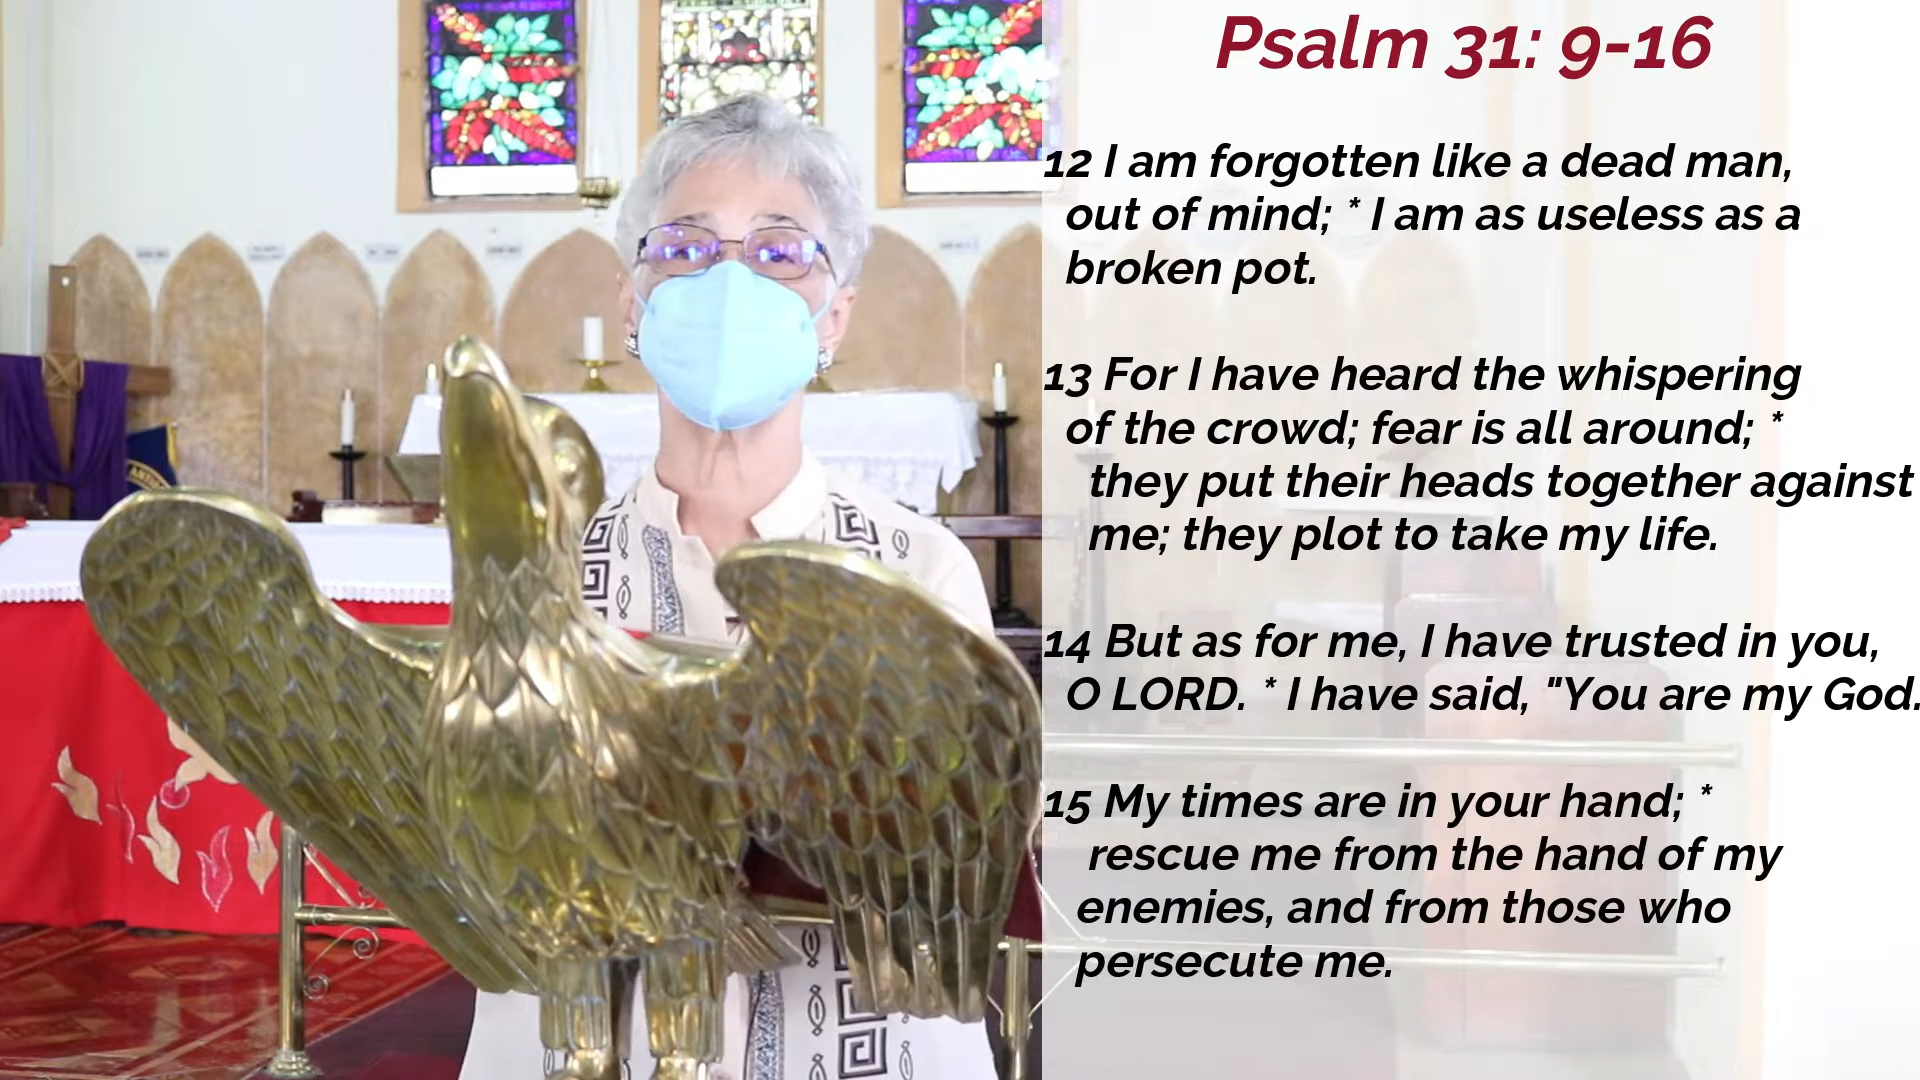 Psalm 31: 9-16
12 I am forgotten like a dead man,
out of mind; * I am as useless as a
broken pot.
13 For I have heard the whispering
of the crowd; fear is all around; *
they put their heads together against
me; they plot to take my life.
14 But as for me, I have trusted in you,
O LORD. * I have said, "You are my God.
15 My times are in your hand; *
rescue me from the hand of my
enemies, and from those who
persecute me.